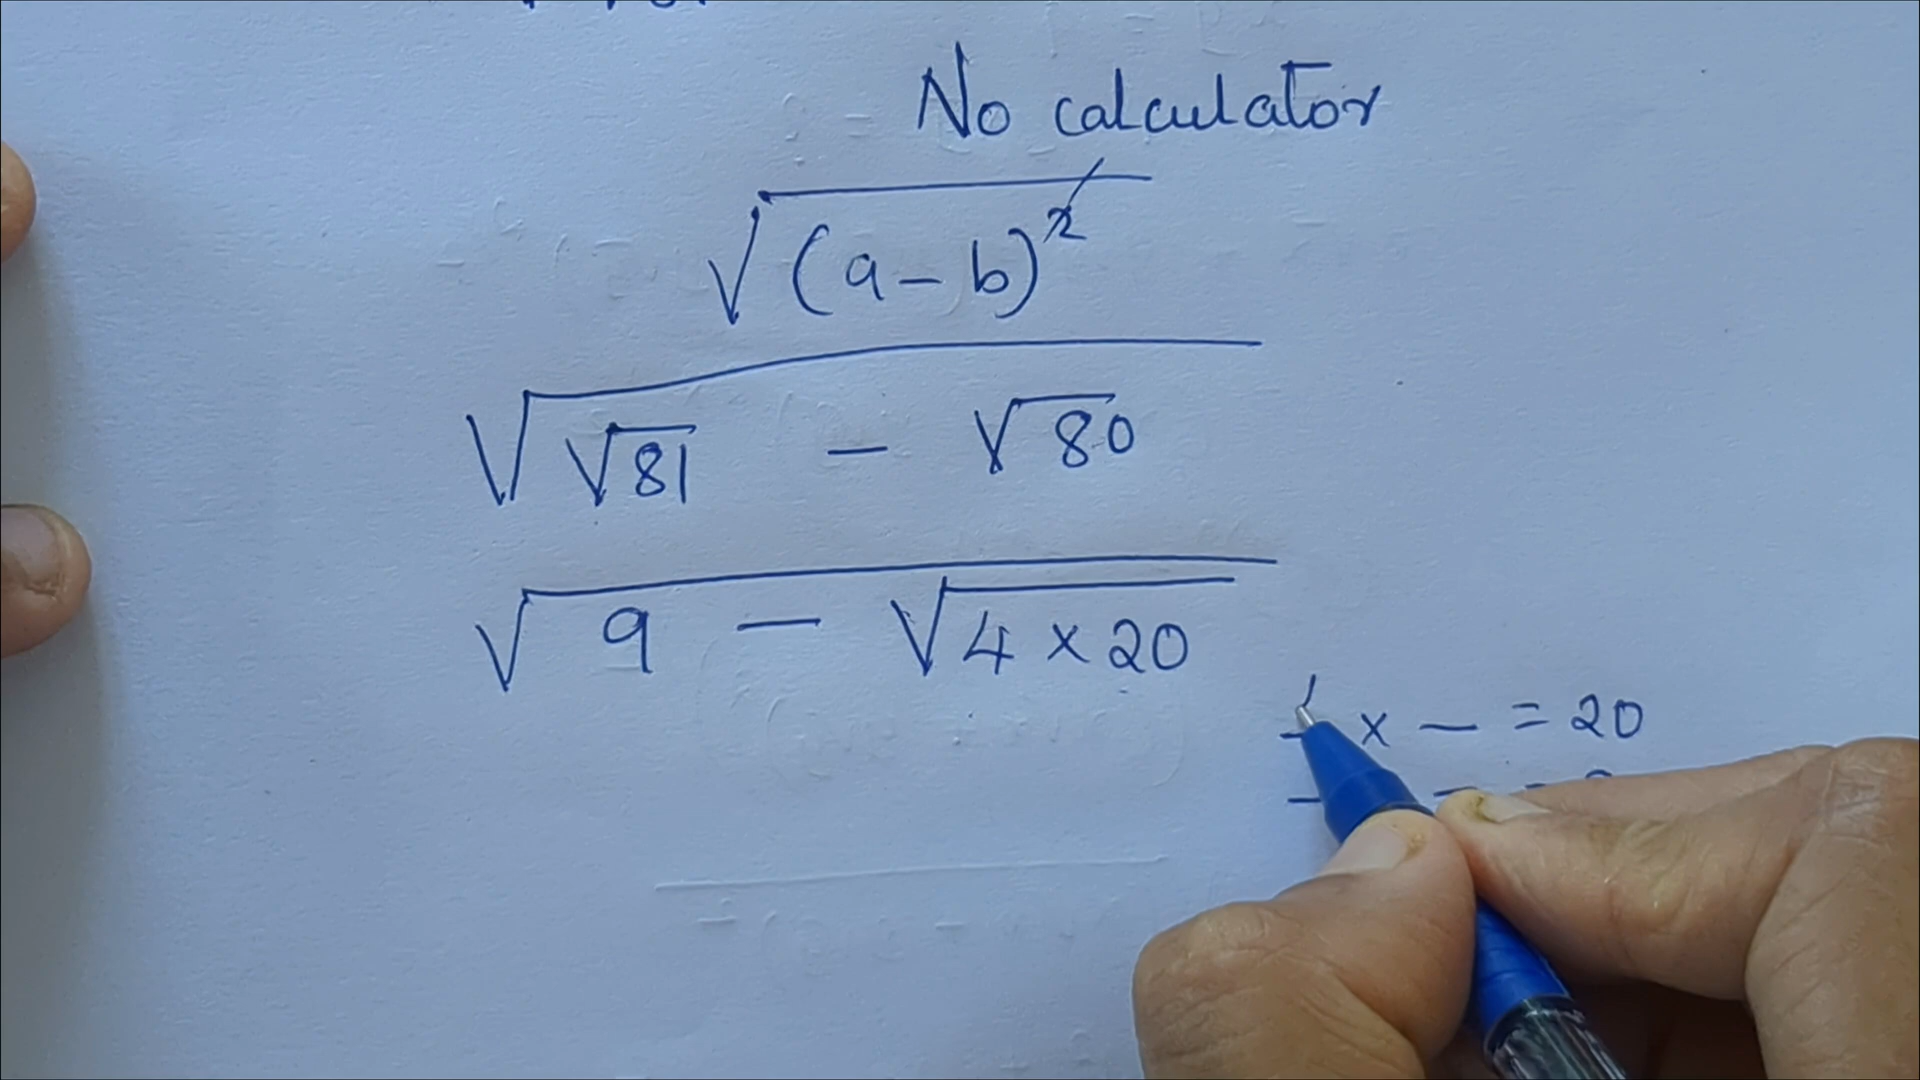 No calculator
√(a - b)²
√√81 - √80
√9 - √4 × 20
× — = 20